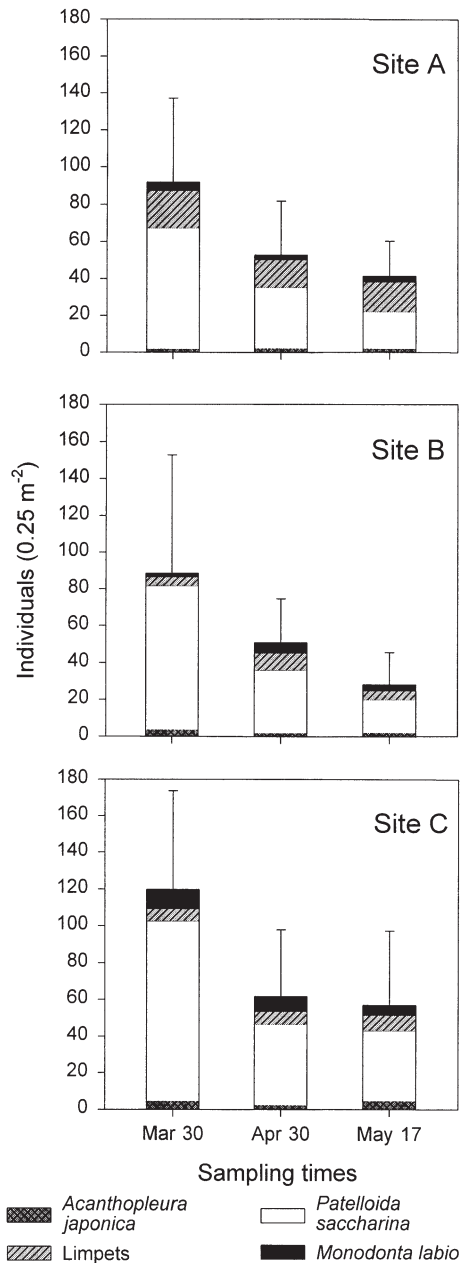 180
160
140
120
100
80
60
40
20
0
Site A
180
160
140
120
100
80
60
40
20
0
Site B
Individuals (0.25 m⁻²)
180
160
140
120
100
80
60
40
20
0
Site C
Mar 30 Apr 30 May 17
Sampling times
Acanthopleura
japonica
Patelloida
saccharina
Limpets
Monodonta labio